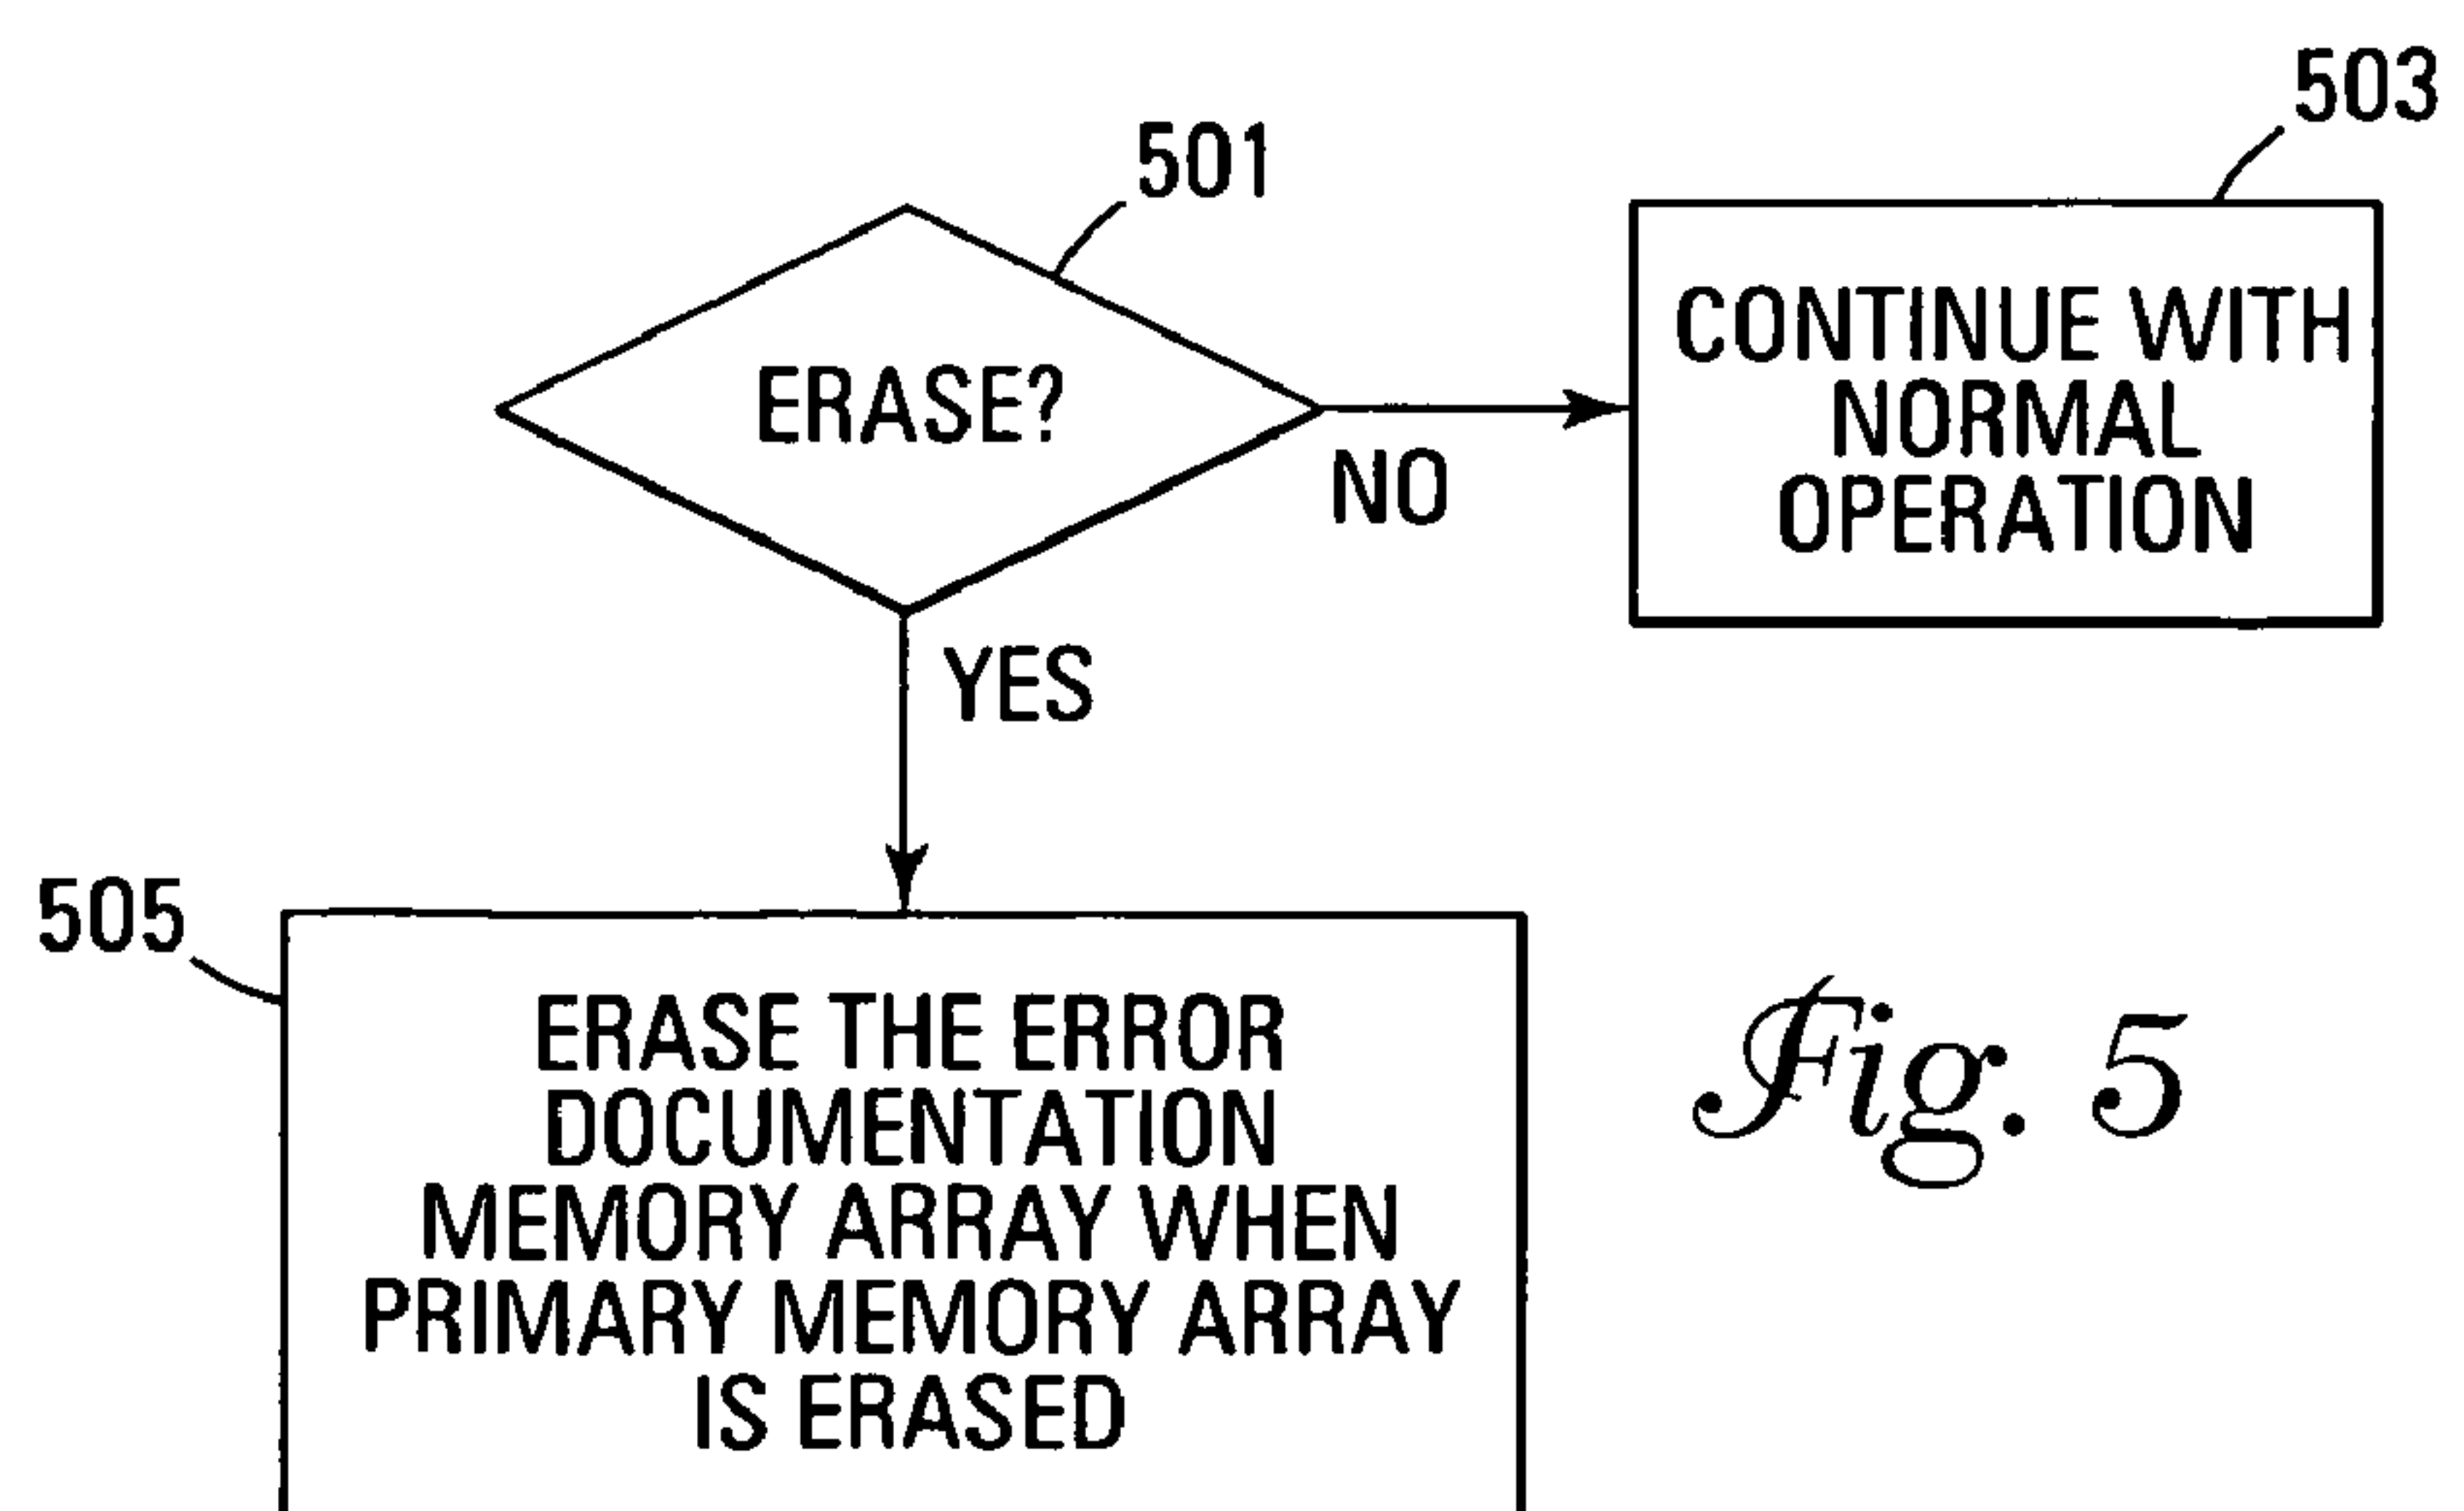 503
501
CONTINUE WITH
NORMAL
OPERATION
ERASE?
NO
YES
505
ERASE THE ERROR
DOCUMENTATION
MEMORY ARRAY WHEN
PRIMARY MEMORY ARRAY
IS ERASED
Fig. 5